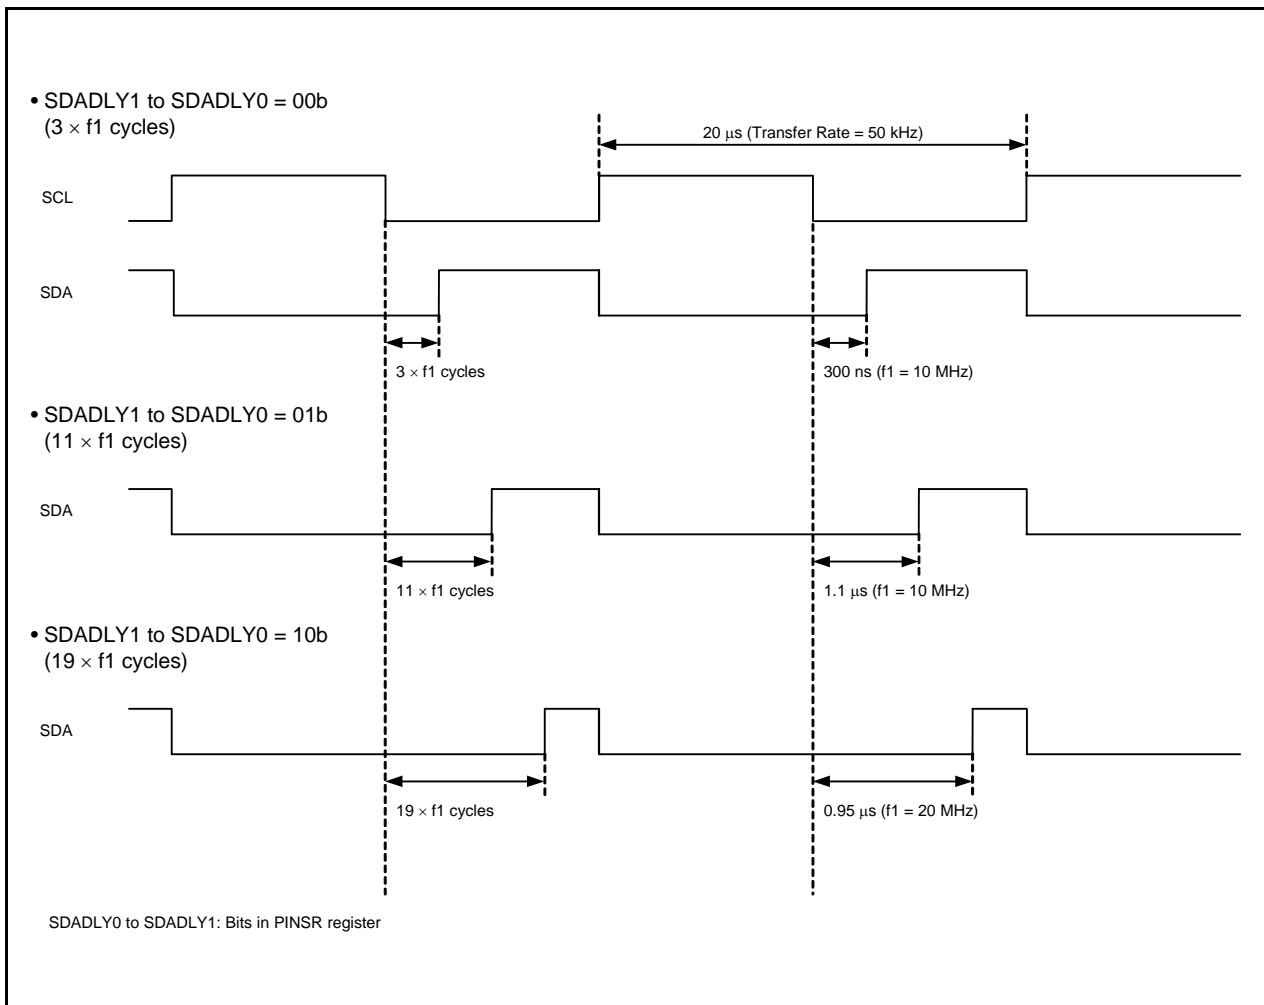 • SDADLY1 to SDADLY0 = 00b
(3 × f1 cycles)
20 μs (Transfer Rate = 50 kHz)
SCL
SDA
3 × f1 cycles
300 ns (f1 = 10 MHz)
• SDADLY1 to SDADLY0 = 01b
(11 × f1 cycles)
SDA
11 × f1 cycles
1.1 μs (f1 = 10 MHz)
• SDADLY1 to SDADLY0 = 10b
(19 × f1 cycles)
SDA
19 × f1 cycles
0.95 μs (f1 = 20 MHz)
SDADLY0 to SDADLY1: Bits in PINSR register